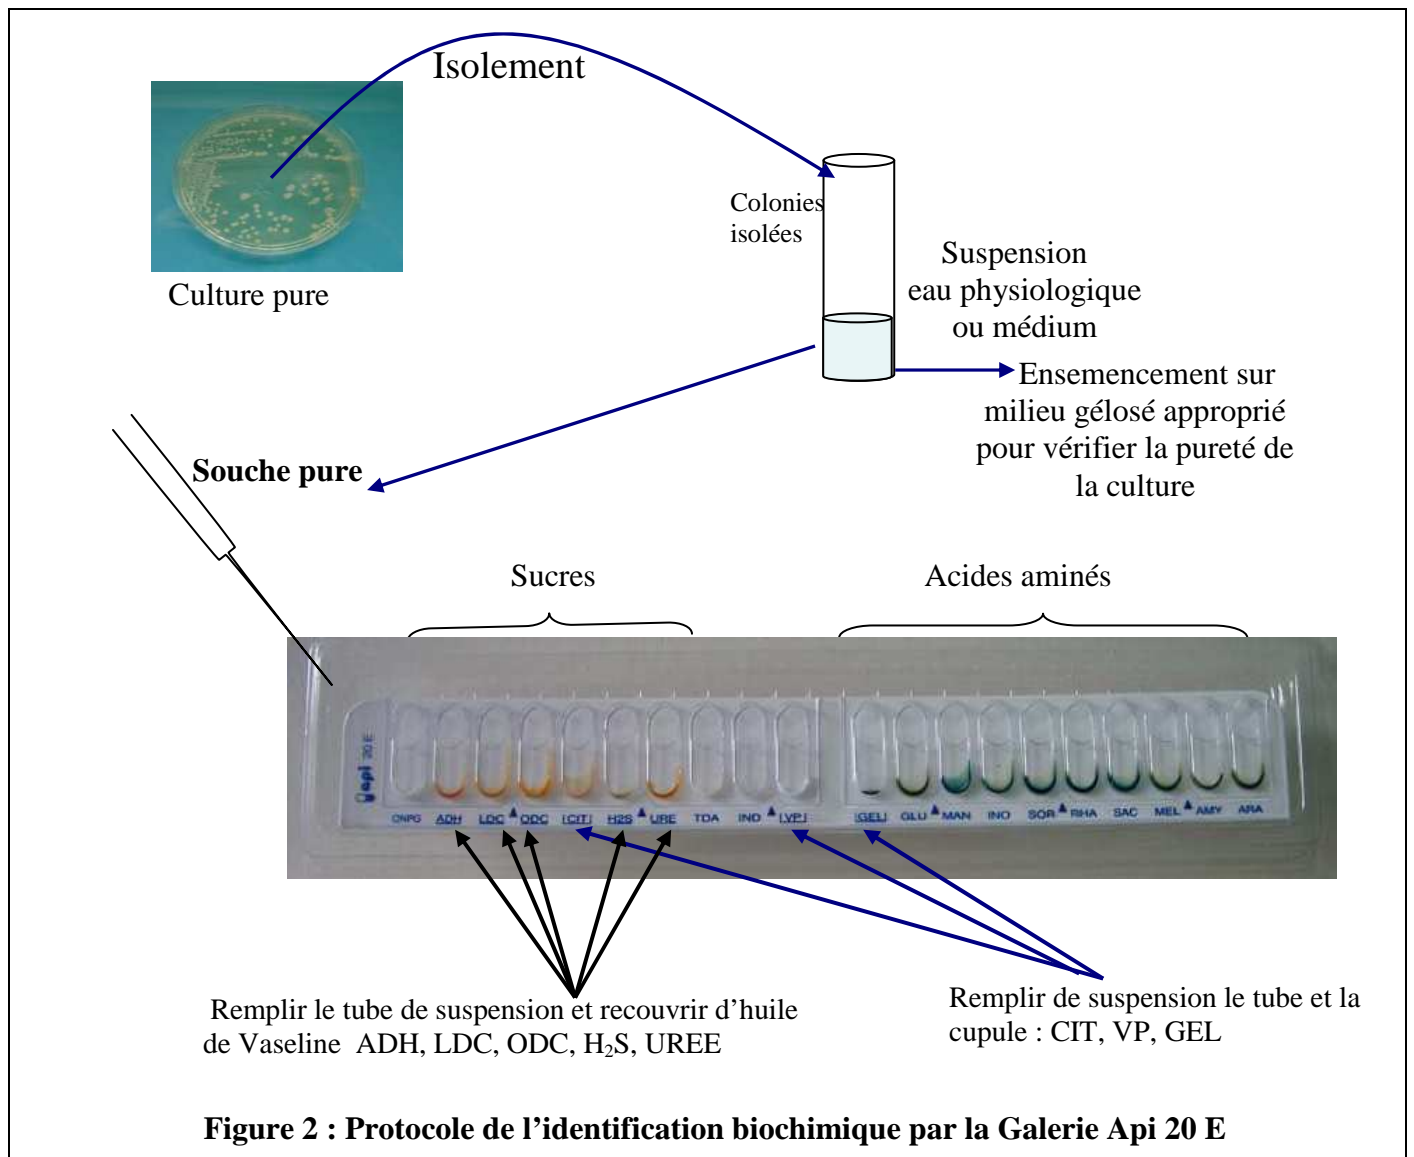 Isolement
Colonies
isolées
Culture pure
Suspension
eau physiologique
ou médium
Ensemencement sur
milieu gélosé approprié
pour vérifier la pureté de
la culture
Souche pure
Sucres
Acides aminés
api 20 E
ONPG ADH LDC ODC |CIT| H2S URE TDA IND |VP| |GEL| GLU MAN INO SOR RHA SAC MEL AMY ARA
Remplir le tube de suspension et recouvrir d’huile
de Vaseline ADH, LDC, ODC, H₂S, UREE
Remplir de suspension le tube et la
cupule : CIT, VP, GEL
Figure 2 : Protocole de l’identification biochimique par la Galerie Api 20 E